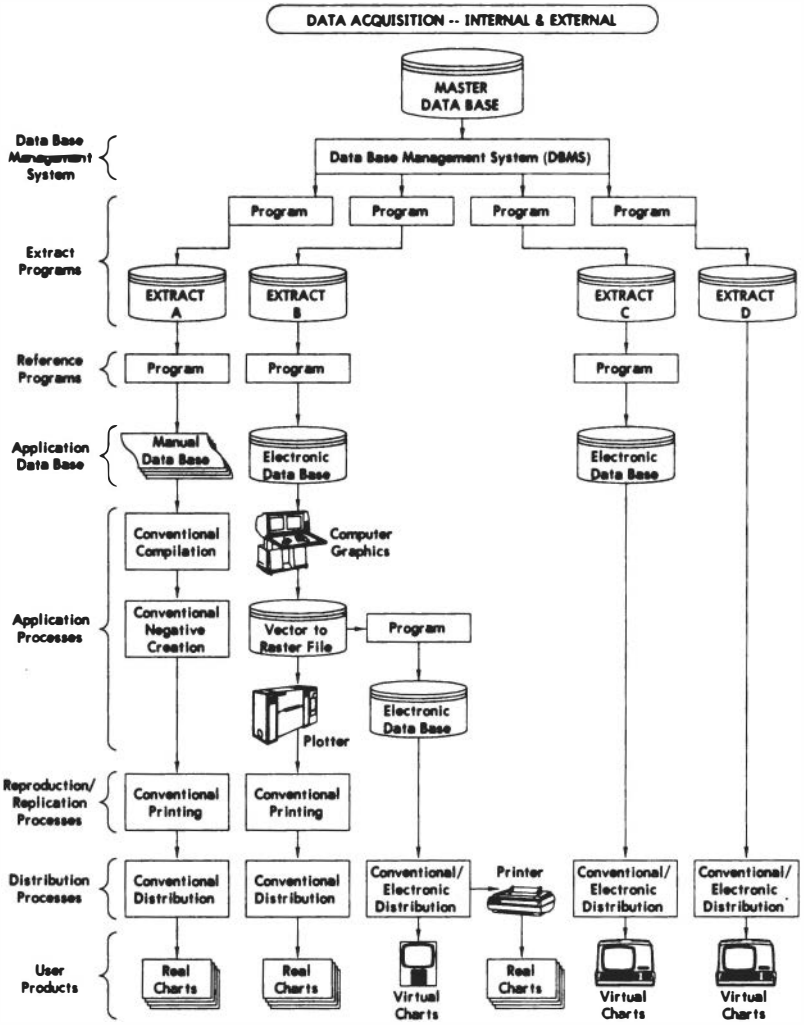 DATA ACQUISITION -- INTERNAL & EXTERNAL
MASTER
DATA BASE
Data Base
Management
System
Data Base Management System (DBMS)
Program
Program
Program
Program
Extract
Programs
EXTRACT
A
EXTRACT
B
EXTRACT
C
EXTRACT
D
Reference
Programs
Program
Program
Program
Application
Data Base
Manual
Data Base
Electronic
Data Base
Electronic
Data Base
Application
Processes
Conventional
Compilation
Computer
Graphics
Conventional
Negative
Creation
Vector to
Raster File
Program
Electronic
Data Base
Plotter
Reproduction/
Replication
Processes
Conventional
Printing
Conventional
Printing
Distribution
Processes
Conventional
Distribution
Conventional
Distribution
Conventional/
Electronic
Distribution
Printer
Conventional/
Electronic
Distribution
Conventional/
Electronic
Distribution
User
Products
Real
Charts
Real
Charts
Virtual
Charts
Real
Charts
Virtual
Charts
Virtual
Charts